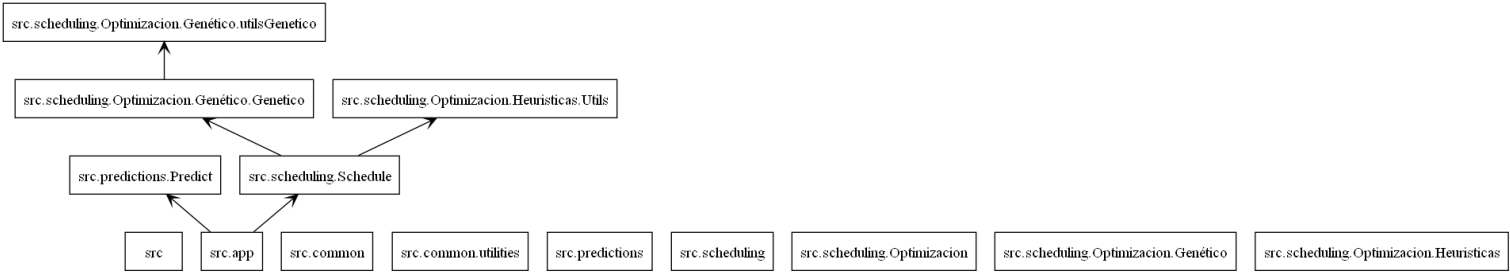 src.scheduling.Optimizacion.Genético.utilsGenetico
src.scheduling.Optimizacion.Genético.Genetico
src.scheduling.Optimizacion.Heuristicas.Utils
src.predictions.Predict
src.scheduling.Schedule
src
src.app
src.common
src.common.utilities
src.predictions
src.scheduling
src.scheduling.Optimizacion
src.scheduling.Optimizacion.Genético
src.scheduling.Optimizacion.Heuristicas